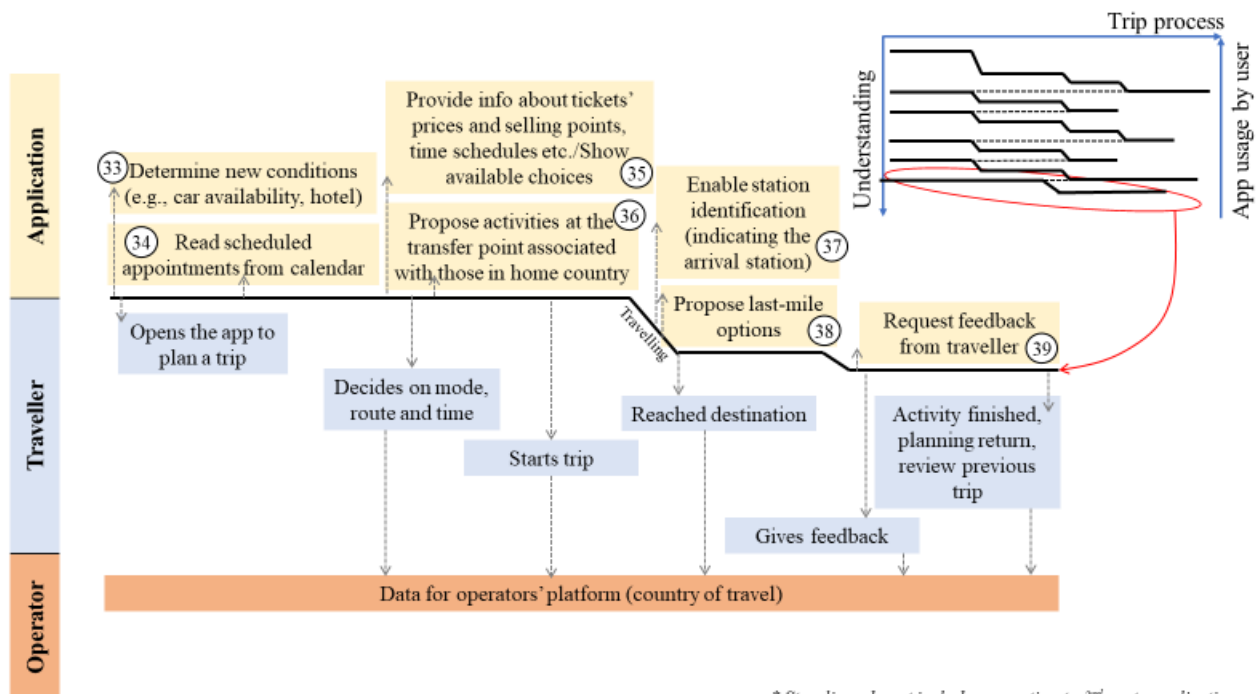 Trip process
Understanding
App usage by user
Application
Traveller
Operator
33
Determine new conditions
(e.g., car availability, hotel)
34
Read scheduled
appointments from calendar
Provide info about tickets'
prices and selling points,
time schedules etc./Show
available choices
35
Propose activities at the
transfer point associated
with those in home country
36
Enable station
identification
(indicating the
arrival station)
37
Propose last-mile
options
38
Request feedback
from traveller
39
Travelling
Opens the app to
plan a trip
Decides on mode,
route and time
Starts trip
Reached destination
Gives feedback
Activity finished,
planning return,
review previous
trip
Data for operators' platform (country of travel)